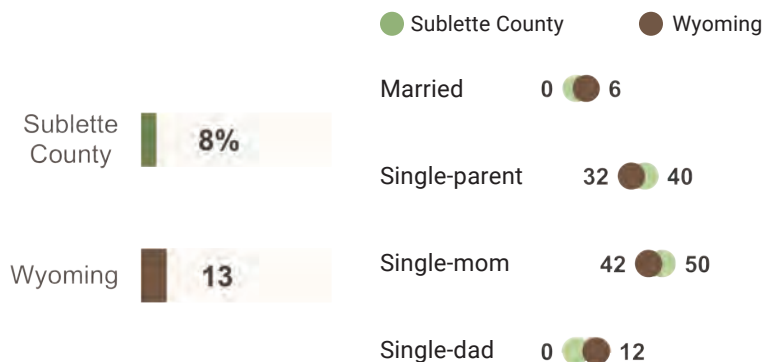 Sublette County Wyoming
Sublette
County
8%
Wyoming
13
Married 0 6
Single-parent 32 40
Single-mom 42 50
Single-dad 0 12